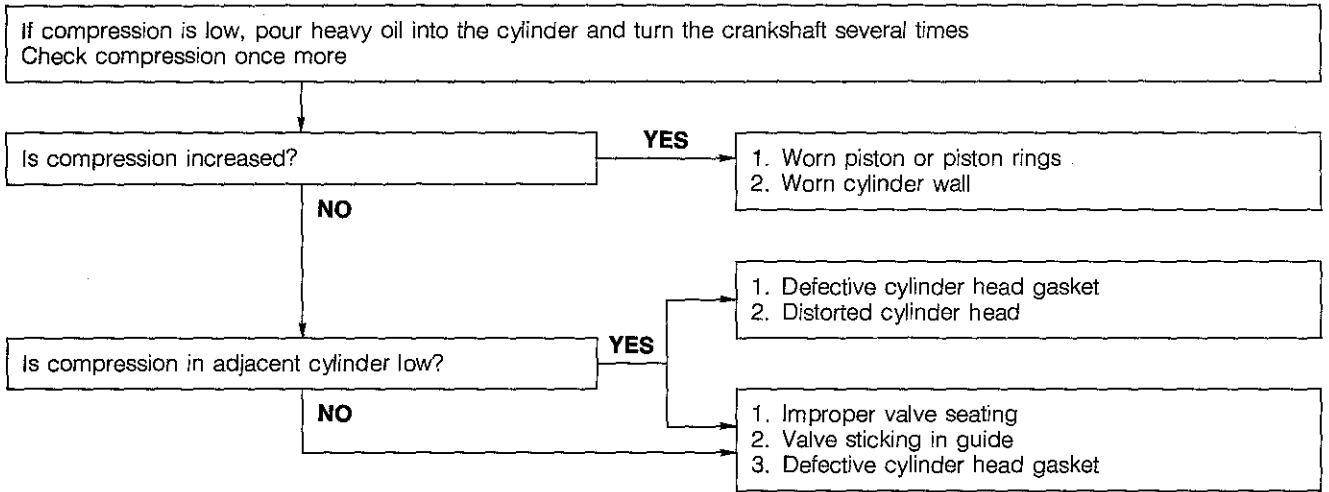 If compression is low, pour heavy oil into the cylinder and turn the crankshaft several times
Check compression once more
Is compression increased?
YES
1. Worn piston or piston rings
2. Worn cylinder wall
NO
1. Defective cylinder head gasket
2. Distorted cylinder head
Is compression in adjacent cylinder low?
YES
NO
1. Improper valve seating
2. Valve sticking in guide
3. Defective cylinder head gasket